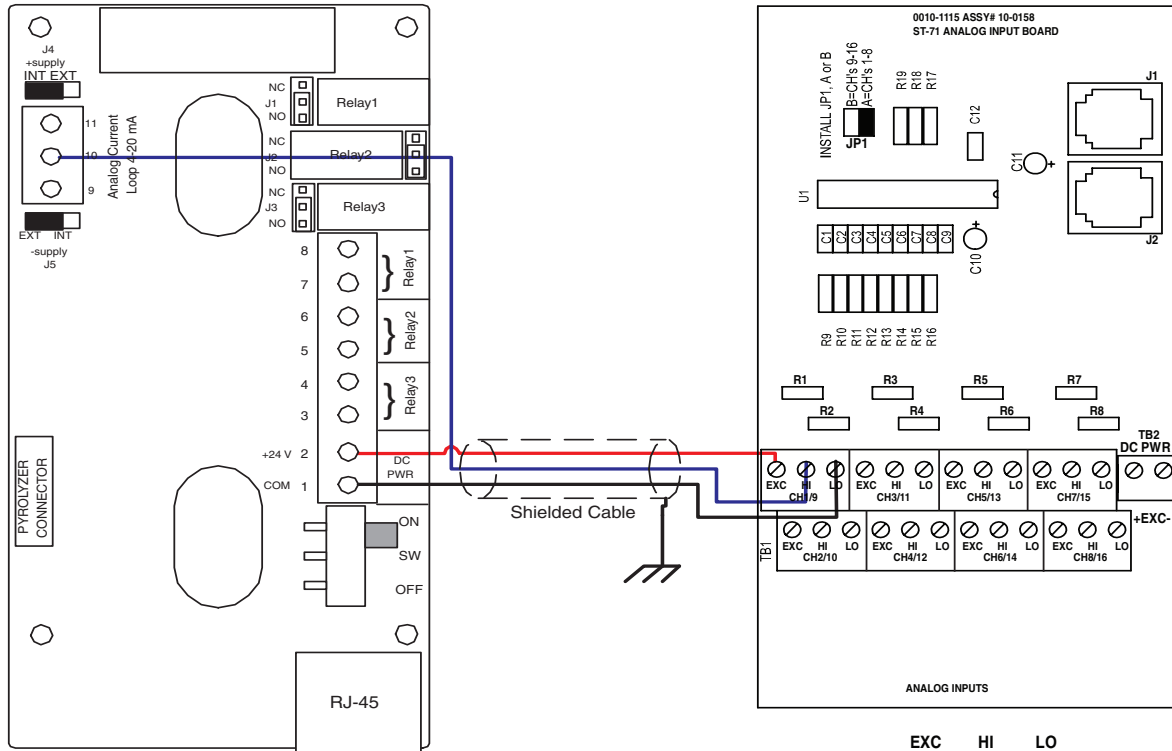 J4
+supply
INT EXT
11
10
9
Analog Current
Loop 4-20 mA
EXT INT
-supply
J5
NC
J1
NO
Relay1
NC
J2
NO
Relay2
NC
J3
NO
Relay3
8
7
Relay1
6
5
Relay2
4
3
Relay3
+24 V 2
COM 1
DC
PWR
ON
SW
OFF
PYROLYZER
CONNECTOR
RJ-45
Shielded Cable
0010-1115 ASSY# 10-0158
ST-71 ANALOG INPUT BOARD
INSTALL JP1, A or B
B=CH's 9-16
A=CH's 1-8
JP1
R19
R18
R17
C12
J1
C11
+
J2
U1
C1 C2 C3 C4 C5 C6 C7 C8 C9
+
C10
R9 R10 R11 R12 R13 R14 R15 R16
R1 R3 R5 R7
R2 R4 R6 R8
TB2
DC PWR
EXC HI LO EXC HI LO EXC HI LO EXC HI LO
CH1/9 CH3/11 CH5/13 CH7/15
+EXC-
TB1
EXC HI LO EXC HI LO EXC HI LO EXC HI LO
CH2/10 CH4/12 CH6/14 CH8/16
ANALOG INPUTS
EXC HI LO